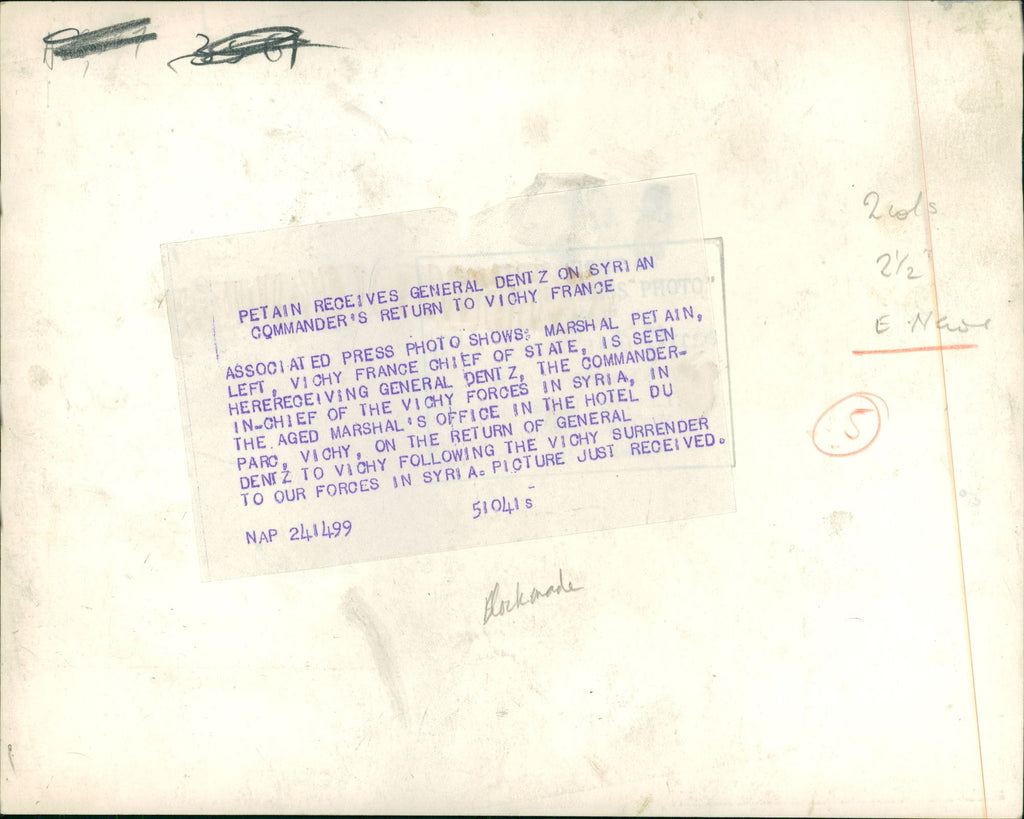 PETAIN RECEIVES GENERAL DENTZ ON SYRIAN
COMMANDER'S RETURN TO VICHY FRANCE
ASSOCIATED PRESS PHOTO SHOWS: MARSHAL PETAIN,
LEFT, VICHY FRANCE CHIEF OF STATE, IS SEEN
HERERECEIVING GENERAL DENTZ, THE COMMANDER-
IN-CHIEF OF THE VICHY FORCES IN SYRIA, IN
THE AGED MARSHAL'S OFFICE IN THE HOTEL DU
PARC, VICHY, ON THE RETURN OF GENERAL
DENTZ TO VICHY FOLLOWING THE VICHY SURRENDER
TO OUR FORCES IN SYRIA. PICTURE JUST RECEIVED.
NAP 241499 51041s
2 cols
2½"
E. News
5
Blockmade
PHOTO"